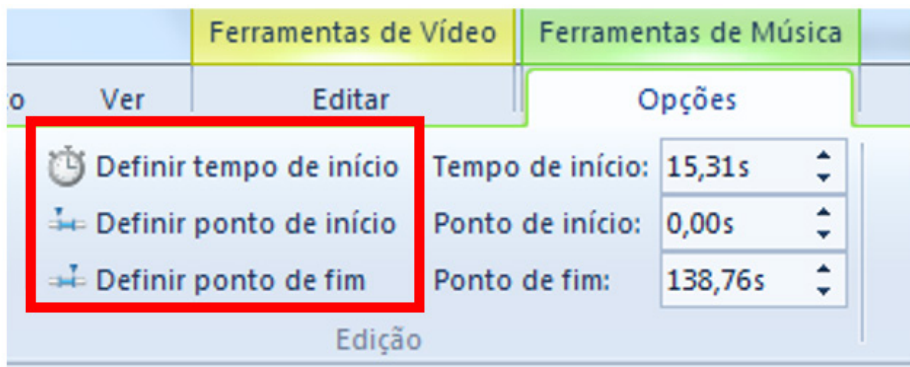 Ferramentas de Vídeo Ferramentas de Música
o Ver Editar Opções
Definir tempo de início Tempo de início: 15,31s
Definir ponto de início Ponto de início: 0,00s
Definir ponto de fim Ponto de fim: 138,76s
Edição